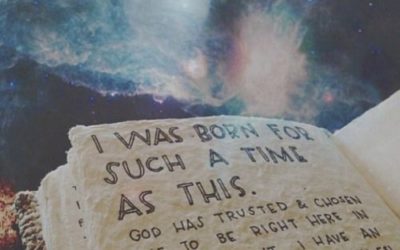 I WAS BORN FOR
SUCH A TIME
AS THIS.
GOD HAS TRUSTED & CHOSEN
TO BE RIGHT HERE IN
I HAVE AN